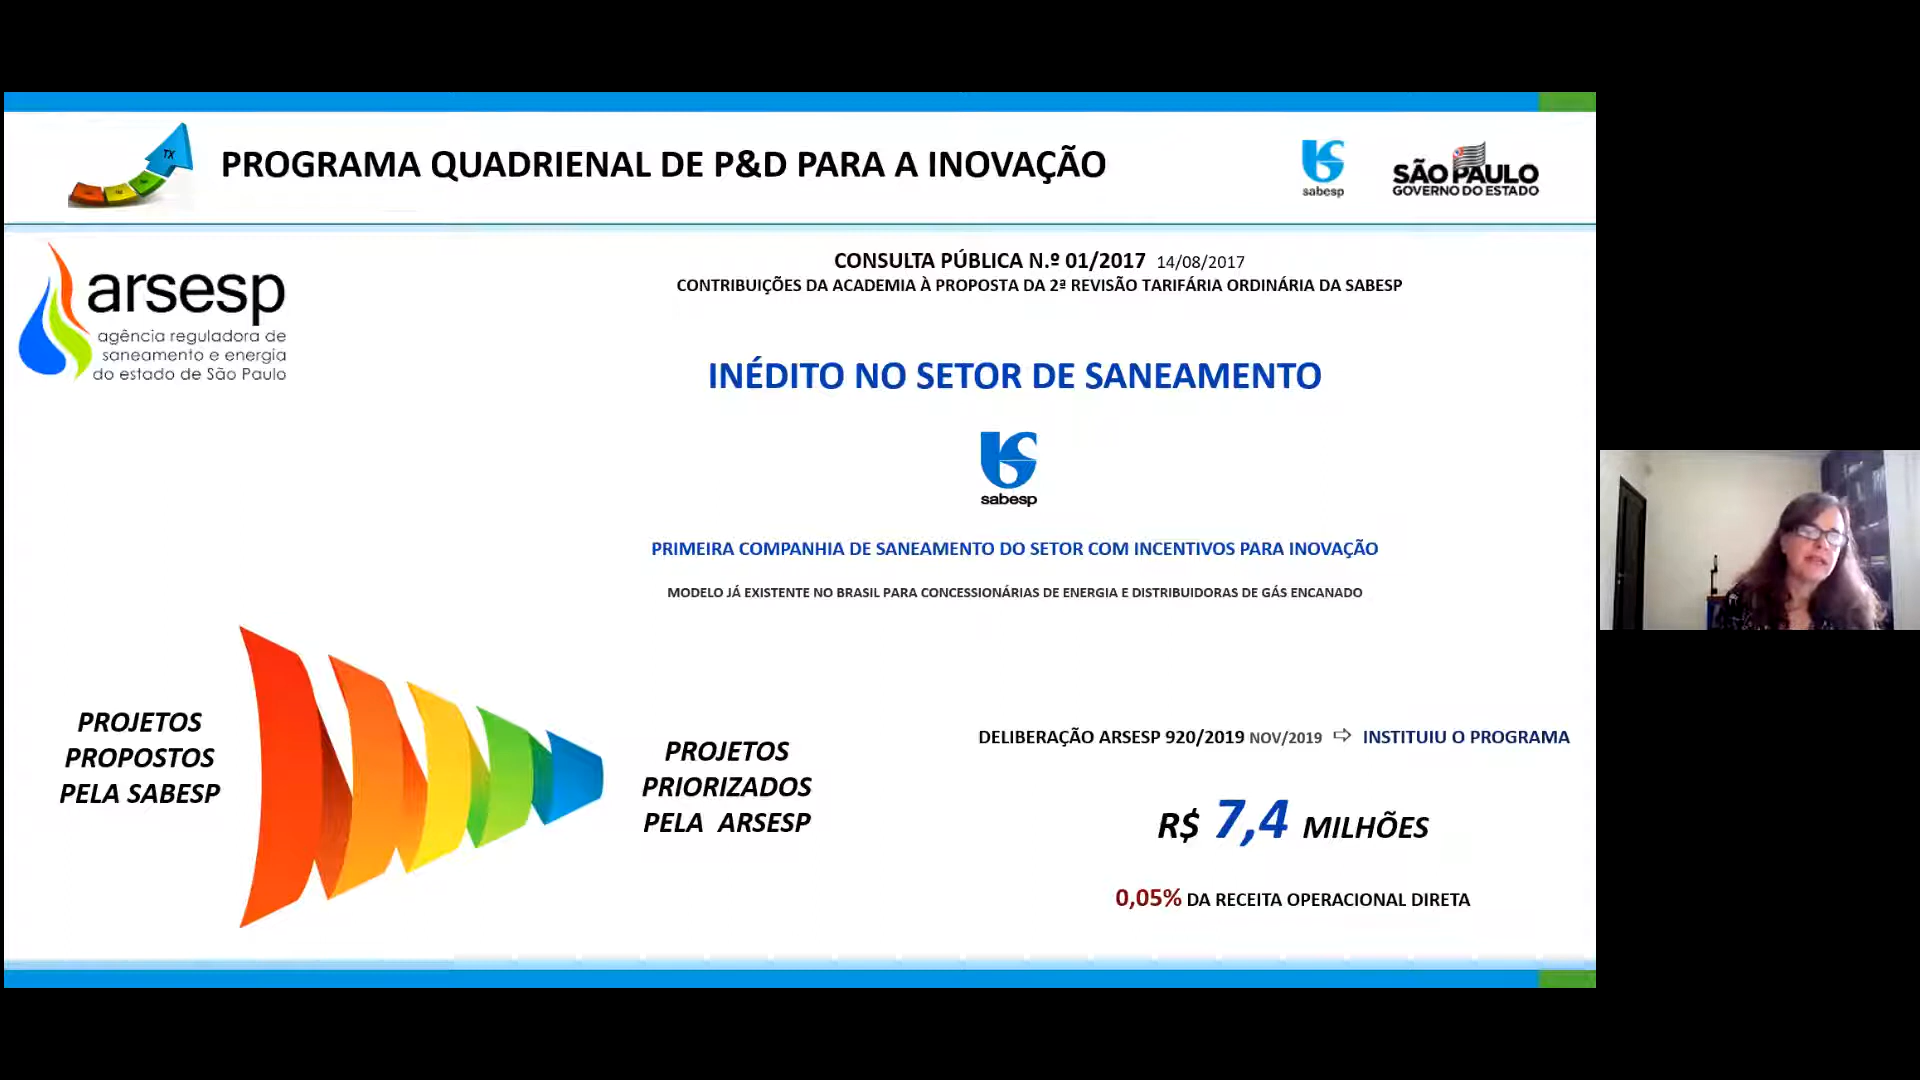 TX
PROGRAMA QUADRIENAL DE P&D PARA A INOVAÇÃO
sabesp
SÃO PAULO
GOVERNO DO ESTADO
arsesp
agência reguladora de
saneamento e energia
do estado de São Paulo
CONSULTA PÚBLICA N.º 01/2017 14/08/2017
CONTRIBUIÇÕES DA ACADEMIA À PROPOSTA DA 2ª REVISÃO TARIFÁRIA ORDINÁRIA DA SABESP
INÉDITO NO SETOR DE SANEAMENTO
sabesp
PRIMEIRA COMPANHIA DE SANEAMENTO DO SETOR COM INCENTIVOS PARA INOVAÇÃO
MODELO JÁ EXISTENTE NO BRASIL PARA CONCESSIONÁRIAS DE ENERGIA E DISTRIBUIDORAS DE GÁS ENCANADO
PROJETOS
PROPOSTOS
PELA SABESP
PROJETOS
PRIORIZADOS
PELA ARSESP
DELIBERAÇÃO ARSESP 920/2019 NOV/2019 ⇨ INSTITUIU O PROGRAMA
R$ 7,4 MILHÕES
0,05% DA RECEITA OPERACIONAL DIRETA